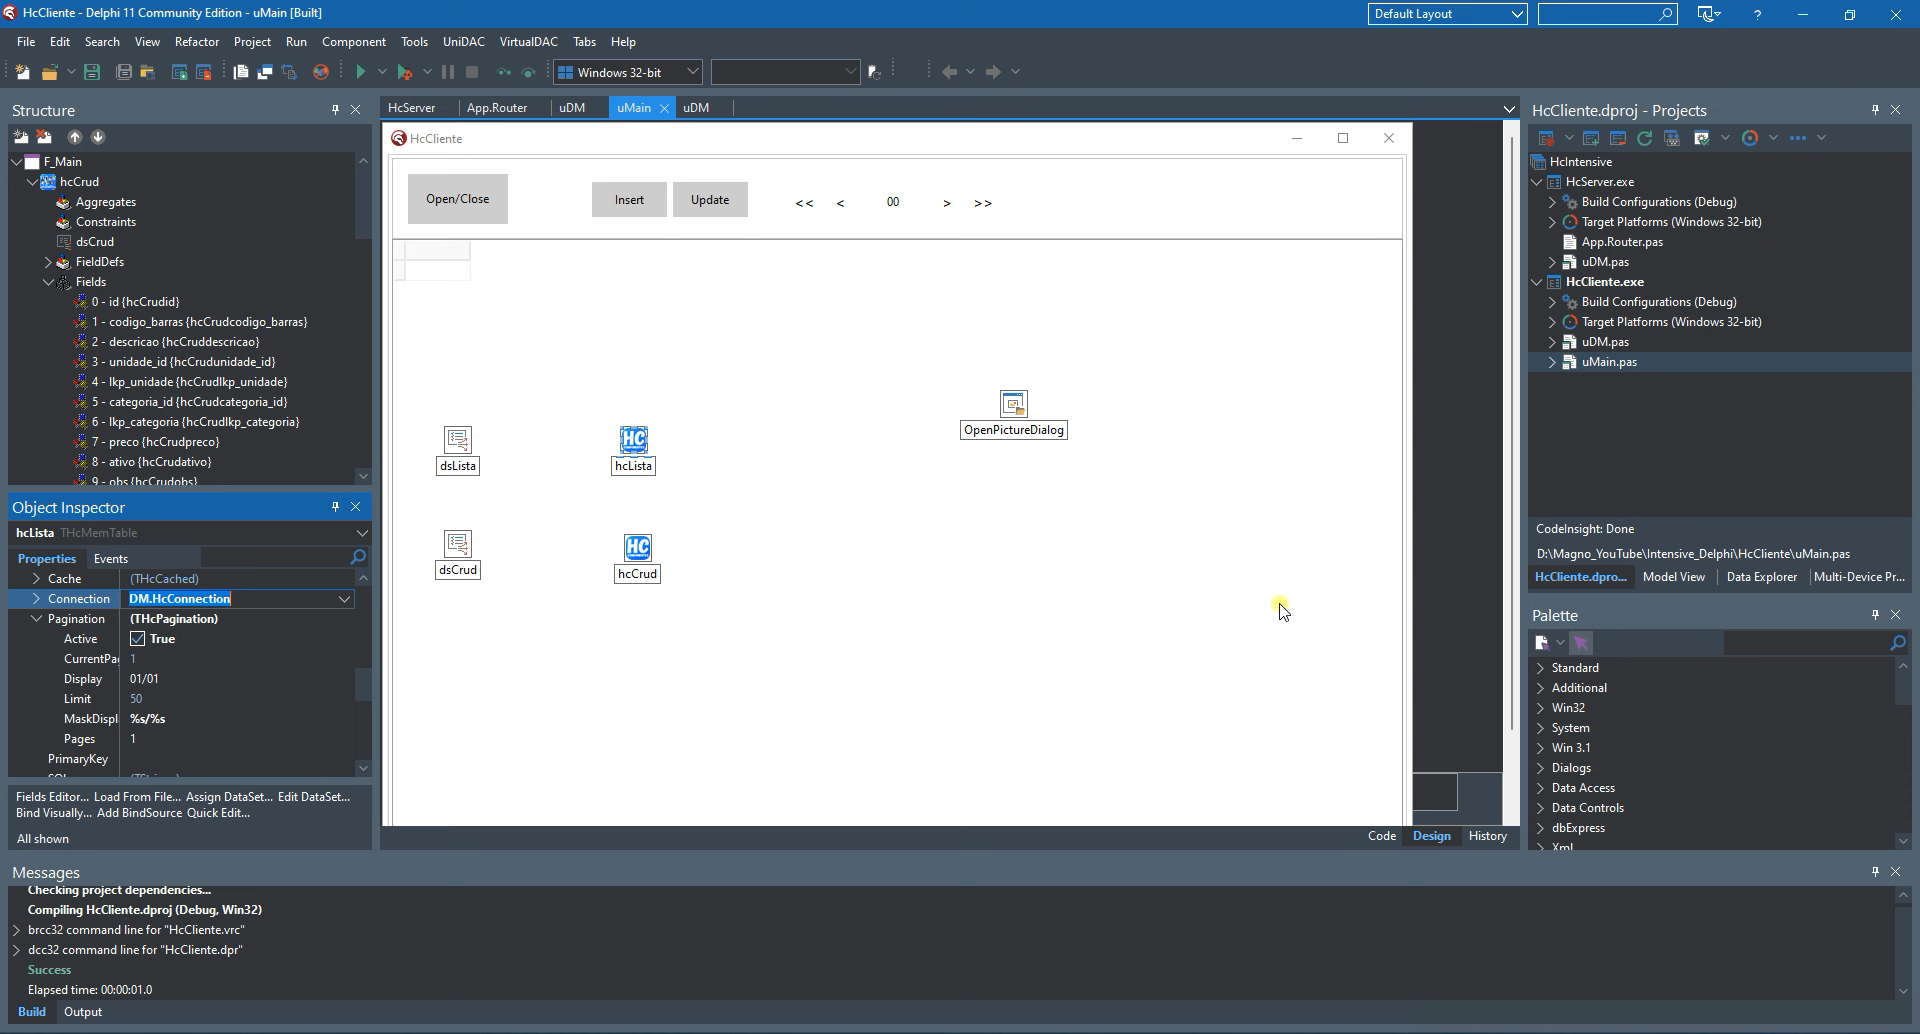 HcCliente - Delphi 11 Community Edition - uMain [Built]
Default Layout
?
File Edit Search View Refactor Project Run Component Tools UniDAC VirtualDAC Tabs Help
Windows 32-bit
Structure
F_Main
hcCrud
Aggregates
Constraints
dsCrud
FieldDefs
Fields
0 - id {hcCrudid}
1 - codigo_barras {hcCrudcodigo_barras}
2 - descricao {hcCruddescricao}
3 - unidade_id {hcCrudunidade_id}
4 - lkp_unidade {hcCrudlkp_unidade}
5 - categoria_id {hcCrudcategoria_id}
6 - lkp_categoria {hcCrudlkp_categoria}
7 - preco {hcCrudpreco}
8 - ativo {hcCrudativo}
9 - obs {hcCrudobs}
Object Inspector
hcLista THcMemTable
Properties Events
Cache (THcCached)
Connection DM.HcConnection
Pagination (THcPagination)
Active True
CurrentPa 1
Display 01/01
Limit 50
MaskDispl %s/%s
Pages 1
PrimaryKey
Fields Editor... Load From File... Assign DataSet... Edit DataSet...
Bind Visually... Add BindSource Quick Edit...
All shown
HcServer App.Router uDM uMain uDM
HcCliente
Open/Close Insert Update << < 00 > >>
OpenPictureDialog
HC
dsLista hcLista
HC
dsCrud hcCrud
Code Design History
HcCliente.dproj - Projects
HcIntensive
HcServer.exe
Build Configurations (Debug)
Target Platforms (Windows 32-bit)
App.Router.pas
uDM.pas
HcCliente.exe
Build Configurations (Debug)
Target Platforms (Windows 32-bit)
uDM.pas
uMain.pas
CodeInsight: Done
D:\Magno_YouTube\Intensive_Delphi\HcCliente\uMain.pas
HcCliente.dpro... Model View Data Explorer Multi-Device Pr...
Palette
Standard
Additional
Win32
System
Win 3.1
Dialogs
Data Access
Data Controls
dbExpress
Xml
Messages
Checking project dependencies...
Compiling HcCliente.dproj (Debug, Win32)
brcc32 command line for "HcCliente.vrc"
dcc32 command line for "HcCliente.dpr"
Success
Elapsed time: 00:00:01.0
Build Output